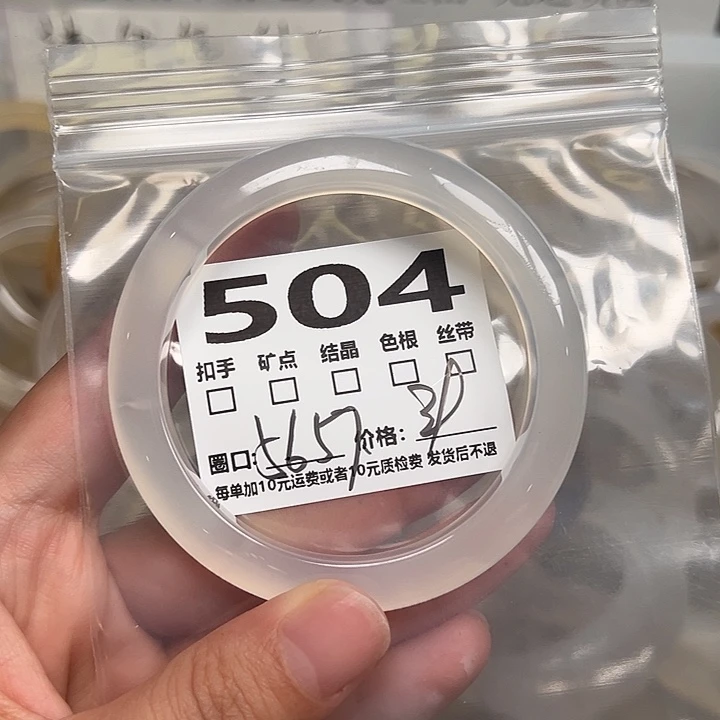 504
扣手 矿点 结晶 色根 丝带
圈口: 5657 价格:
每单加10元运费或者10元质检费 发货后不退